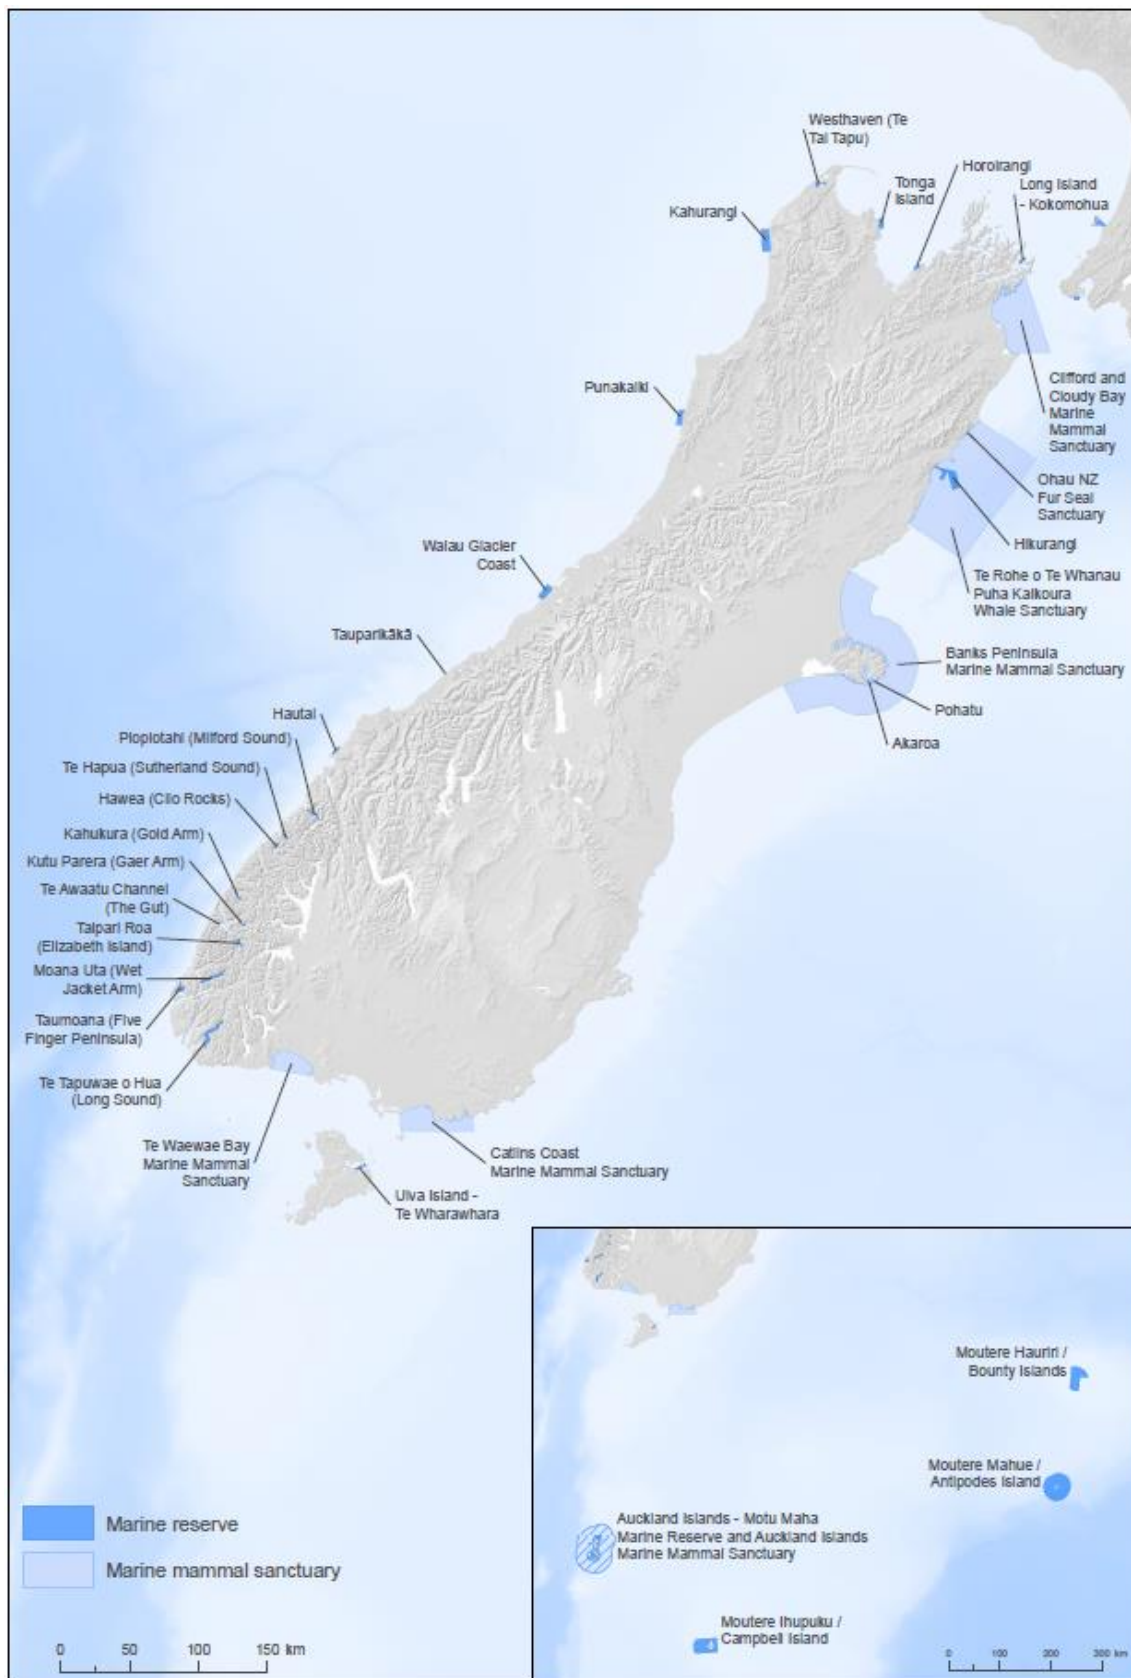 Westhaven (Te
Tai Tapu)
Horoirangi
Tonga
Island
Long Island
- Kokomohua
Kahurangi
Punakaiki
Clifford and
Cloudy Bay
Marine
Mammal
Sanctuary
Ohau NZ
Fur Seal
Sanctuary
Hikurangi
Waiau Glacier
Coast
Te Rohe o Te Whanau
Puha Kaikoura
Whale Sanctuary
Tauparikākā
Banks Peninsula
Marine Mammal Sanctuary
Pohatu
Akaroa
Hautai
Piopiotahi (Milford Sound)
Te Hapua (Sutherland Sound)
Hawea (Clio Rocks)
Kahukura (Gold Arm)
Kutu Parera (Gaer Arm)
Te Awaatu Channel
(The Gut)
Taipari Roa
(Elizabeth Island)
Moana Uta (Wet
Jacket Arm)
Taumoana (Five
Finger Peninsula)
Te Tapuwae o Hua
(Long Sound)
Te Waewae Bay
Marine Mammal
Sanctuary
Catlins Coast
Marine Mammal Sanctuary
Ulva Island -
Te Wharawhara
Moutere Hauriri /
Bounty Islands
Moutere Mahue /
Antipodes Island
Auckland Islands - Motu Maha
Marine Reserve and Auckland Islands
Marine Mammal Sanctuary
Moutere Ihupuku /
Campbell Island
Marine reserve
Marine mammal sanctuary
0 50 100 150 km
0 100 200 300 km